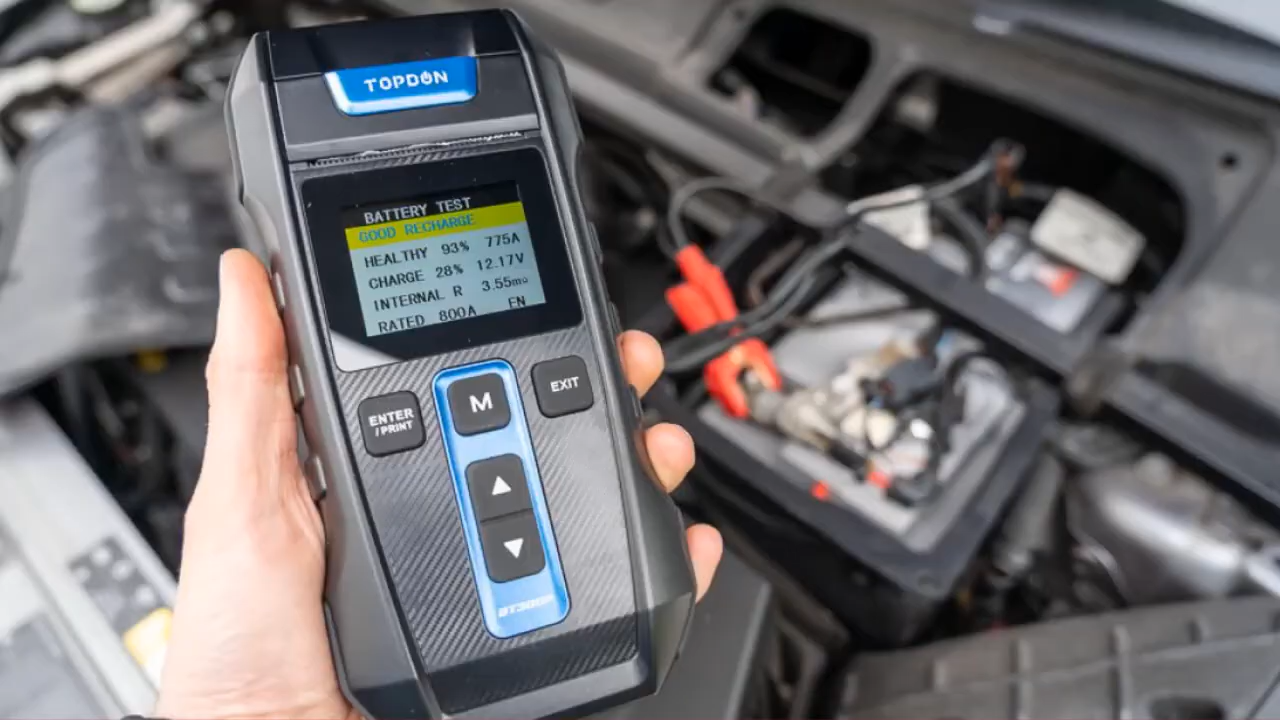 TOPDON
BATTERY TEST
GOOD RECHARGE
HEALTHY 93% 775A
CHARGE 28% 12.17V
INTERNAL R 3.55mΩ
RATED 800A EN
ENTER
/PRINT
M
EXIT